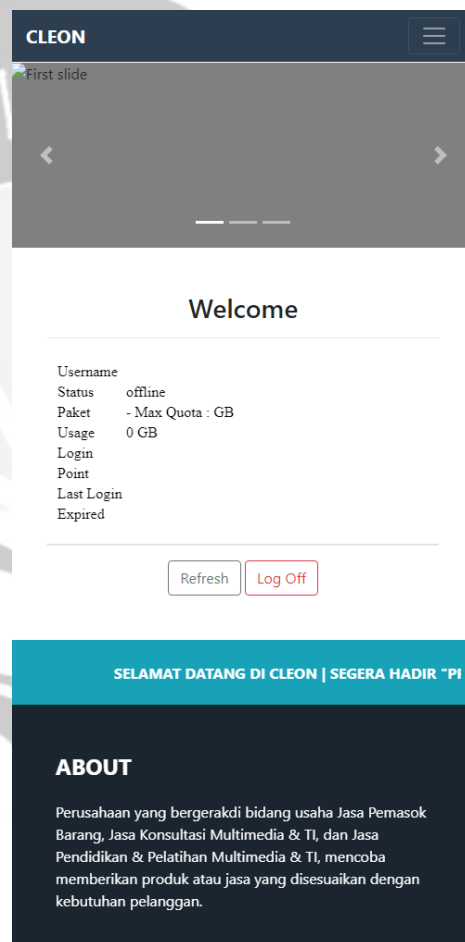 CLEON
First slide
Welcome
Username
Status offline
Paket - Max Quota : GB
Usage 0 GB
Login
Point
Last Login
Expired
Refresh Log Off
SELAMAT DATANG DI CLEON | SEGERA HADIR "PI
ABOUT
Perusahaan yang bergerakdi bidang usaha Jasa Pemasok
Barang, Jasa Konsultasi Multimedia & TI, dan Jasa
Pendidikan & Pelatihan Multimedia & TI, mencoba
memberikan produk atau jasa yang disesuaikan dengan
kebutuhan pelanggan.